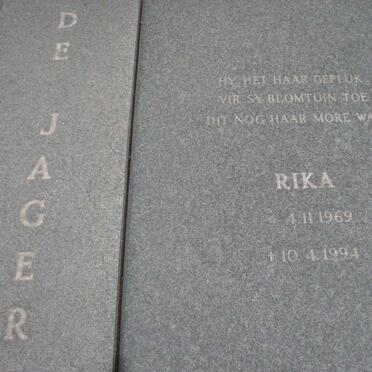 DE JAGER
HY HET HAAR GEPLUK
VIR SY BLOMTUIN TOE
DIT NOG HAAR MORE WA
RIKA
* 4.11.1969
† 10.4.1994